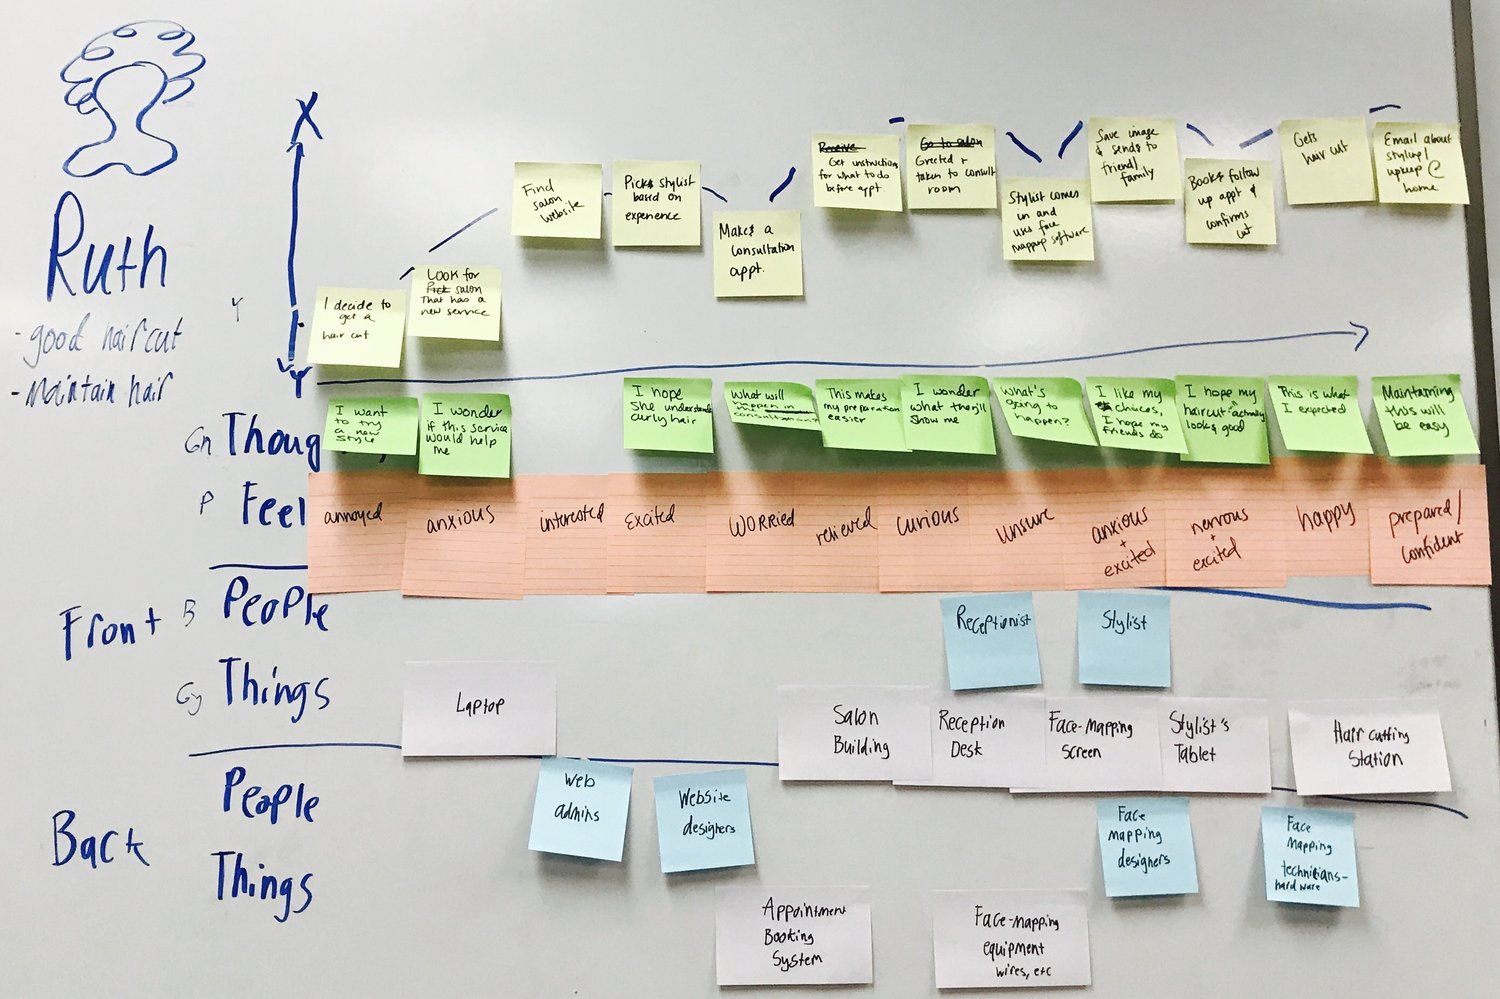 X
Y
Y
Ruth
- good haircut
- Maintain hair
I decide to
get a
hair cut
Look for
Pick salon
That has a
new service
Find
salon
website
Picks stylist
based on
experience
Makes a
consultation
appt.
Receive
Get instructions
for what to do
before appt
Go to salon
Greeted +
taken to consult
room
Stylist comes
in and
uses face
mapping software
Save image
& sends to
friend/
family
Books follow
up appt &
confirms
cut
Gets
hair cut
Email about
styling/
upkeep @
home
Gn Thoug
I want
to try
a new
style
I wonder
if this service
would help
me
I hope
she understands
curly hair
What will
happen in
consultation?
This makes
my preparation
easier
I wonder
what they'll
show me
What's
going to
happen?
I like my
choices,
I hope my
friends do
I hope my
haircut actually
looks good
This is what
I expected
Maintaining
this will
be easy
P Feel
annoyed
anxious
interested
Excited
WORRIED
relieved
curious
unsure
anxious
+
excited
nervous
+
excited
happy
prepared/
confident
Front
B People
Receptionist
Stylist
Gy Things
Laptop
Salon
Building
Reception
Desk
Face-Mapping
Screen
Stylist's
Tablet
Hair cutting
Station
Back
People
Web
admins
Website
designers
Face
mapping
designers
Face
Mapping
technicians-
hardware
Things
Appointment
Booking
System
Face-mapping
equipment
wires, etc